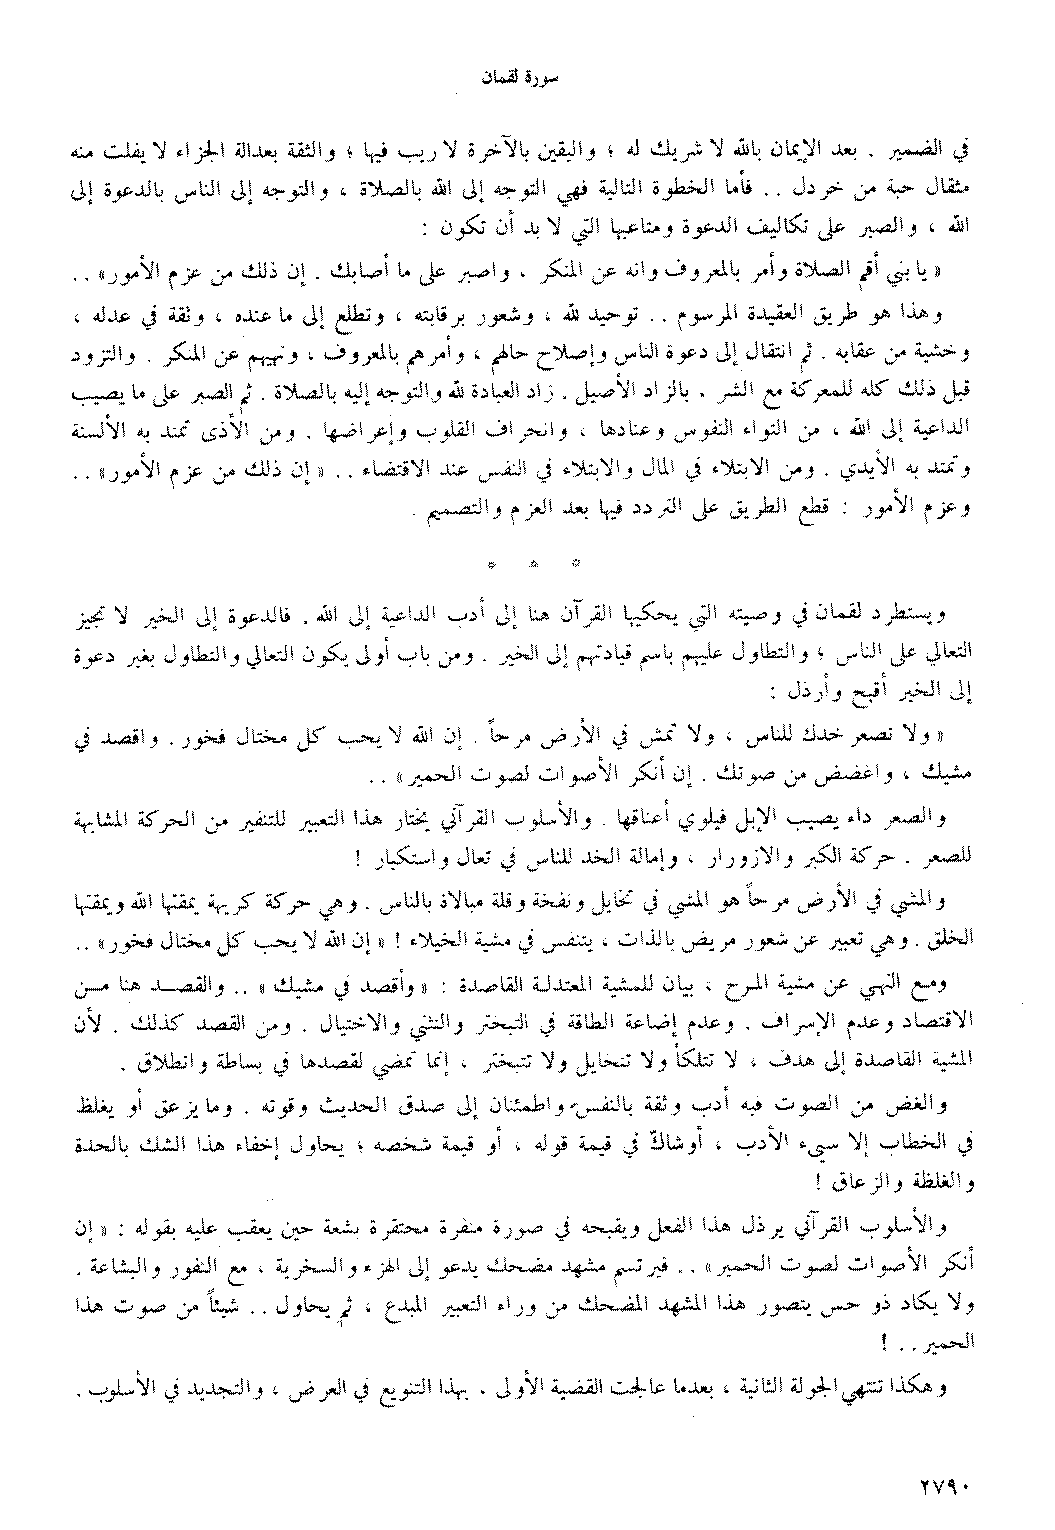 سورة لقمان
في الضمير . بعد الإيمان بالله لا شريك له ؛ واليقين بالآخرة لا ريب فيها ؛ والثقة بعدالة الجزاء لا يفلت منه
مثقال حبة من خردل .. فأما الخطوة التالية فهي التوجه إلى الله بالصلاة ، والتوجه إلى الناس بالدعوة إلى
الله ، والصبر على تكاليف الدعوة ومتاعبها التي لا بد أن تكون :
« يا بني أقم الصلاة وأمر بالمعروف وانه عن المنكر ، واصبر على ما أصابك . إن ذلك من عزم الأمور» ..
وهذا هو طريق العقيدة المرسوم .. توحيد لله ، وشعور برقابته ، وتطلع إلى ما عنده ، وثقة في عدله ،
وخشية من عقابه . ثم انتقال إلى دعوة الناس وإصلاح حالهم ، وأمرهم بالمعروف ، ونهيهم عن المنكر . والتزود
قبل ذلك كله للمعركة مع الشر ، بالزاد الأصيل . زاد العبادة لله والتوجه إليه بالصلاة . ثم الصبر على ما يصيب
الداعية إلى الله ، من التواء النفوس وعنادها ، وانحراف القلوب وإعراضها . ومن الأذى تمتد به الألسنة
وتمتد به الأيدي . ومن الابتلاء في المال والابتلاء في النفس عند الاقتضاء .. « إن ذلك من عزم الأمور» ..
وعزم الأمور : قطع الطريق على التردد فيها بعد العزم والتصميم .
* * *
ويستطرد لقمان في وصيته التي يحكيها القرآن هنا إلى أدب الداعية إلى الله . فالدعوة إلى الخير لا تجيز
التعالي على الناس ؛ والتطاول عليهم باسم قيادتهم إلى الخير . ومن باب أولى يكون التعالي والتطاول بغير دعوة
إلى الخير أقبح وأرذل :
« ولا تصعر خدك للناس ، ولا تمش في الأرض مرحاً . إن الله لا يحب كل مختال فخور . واقصد في
مشيك ، واغضض من صوتك . إن أنكر الأصوات لصوت الحمير» ..
والصعر داء يصيب الإبل فيلوي أعناقها . والأسلوب القرآني يختار هذا التعبير للتنفير من الحركة المشابهة
للصعر . حركة الكبر والازورار ، وإمالة الخد للناس في تعال واستكبار !
والمشي في الأرض مرحاً هو المشي في تخايل ونفخة وقلة مبالاة بالناس . وهي حركة كريهة يمقتها الله ويمقتها
الخلق . وهي تعبير عن شعور مريض بالذات ، يتنفس في مشية الخيلاء ! « إن الله لا يحب كل مختال فخور» ..
ومع النهي عن مشية المرح ، بيان للمشية المعتدلة القاصدة : « وأقصد في مشيك » .. والقصد هنا من
الاقتصاد وعدم الإسراف . وعدم إضاعة الطاقة في التبختر والتثني والاختيال . ومن القصد كذلك . لأن
المشية القاصدة إلى هدف ، لا تتلكأ ولا تتخايل ولا تتبختر ، إنما تمضي لقصدها في بساطة وانطلاق .
والغض من الصوت فيه أدب وثقة بالنفس واطمئنان إلى صدق الحديث وقوته . وما يزعق أو يغلظ
في الخطاب إلا سيىء الأدب ، أو شاكّ في قيمة قوله ، أو قيمة شخصه ؛ يحاول إخفاء هذا الشك بالحدة
والغلظة والزعاق !
والأسلوب القرآني يرذل هذا الفعل ويقبحه في صورة منفرة محتقرة بشعة حين يعقب عليه بقوله : « إن
أنكر الأصوات لصوت الحمير» .. فيرتسم مشهد مضحك يدعو إلى الهزء والسخرية ، مع النفور والبشاعة .
ولا يكاد ذو حس يتصور هذا المشهد المضحك من وراء التعبير المبدع ، ثم يحاول .. شيئاً من صوت هذا
الحمير .. !
وهكذا تنتهي الجولة الثانية ، بعدما عالجت القضية الأولى ، بهذا التنويع في العرض ، والتجديد في الأسلوب .
٢٧٩٠